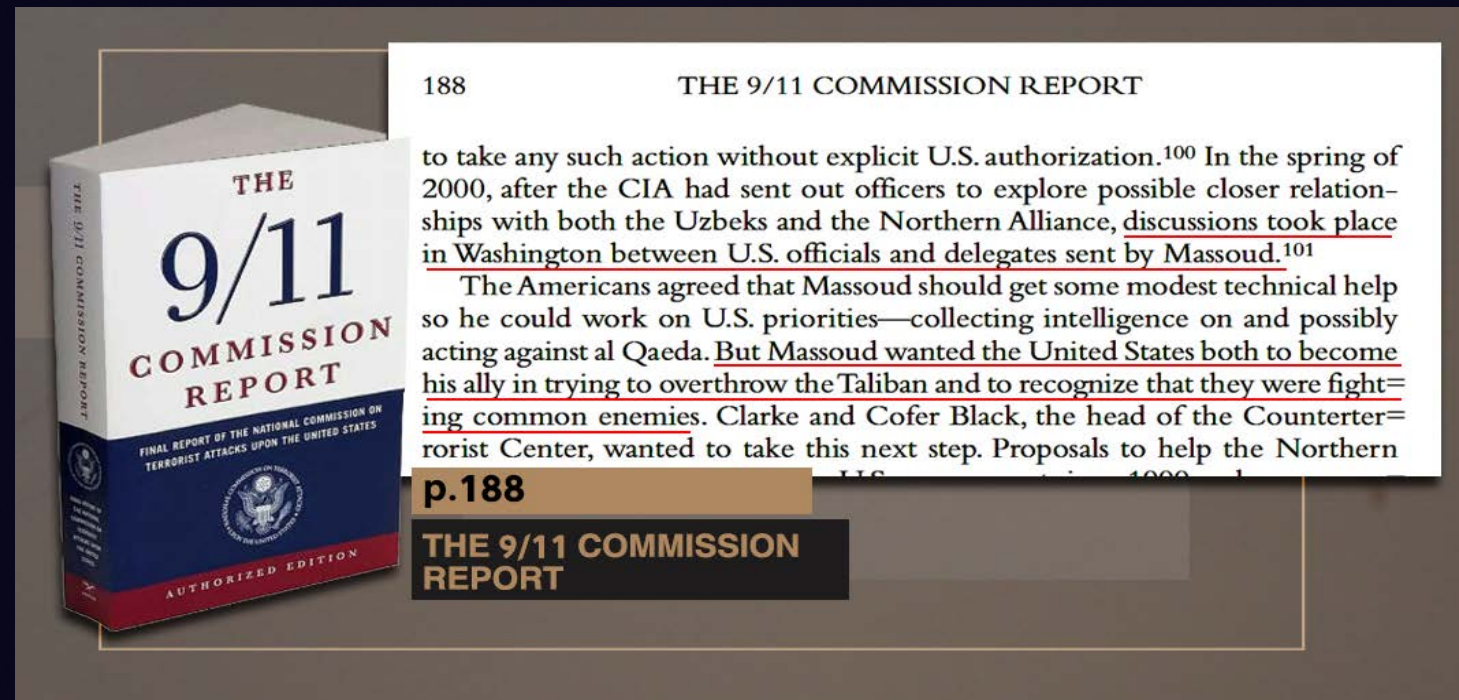 THE 9/11 COMMISSION REPORT
THE
9/11
COMMISSION
REPORT
FINAL REPORT OF THE NATIONAL COMMISSION ON
TERRORIST ATTACKS UPON THE UNITED STATES
AUTHORIZED EDITION
188 THE 9/11 COMMISSION REPORT
to take any such action without explicit U.S. authorization.100 In the spring of
2000, after the CIA had sent out officers to explore possible closer relation-
ships with both the Uzbeks and the Northern Alliance, discussions took place
in Washington between U.S. officials and delegates sent by Massoud.101
The Americans agreed that Massoud should get some modest technical help
so he could work on U.S. priorities—collecting intelligence on and possibly
acting against al Qaeda. But Massoud wanted the United States both to become
his ally in trying to overthrow the Taliban and to recognize that they were fight=
ing common enemies. Clarke and Cofer Black, the head of the Counterter=
rorist Center, wanted to take this next step. Proposals to help the Northern
p.188
THE 9/11 COMMISSION
REPORT